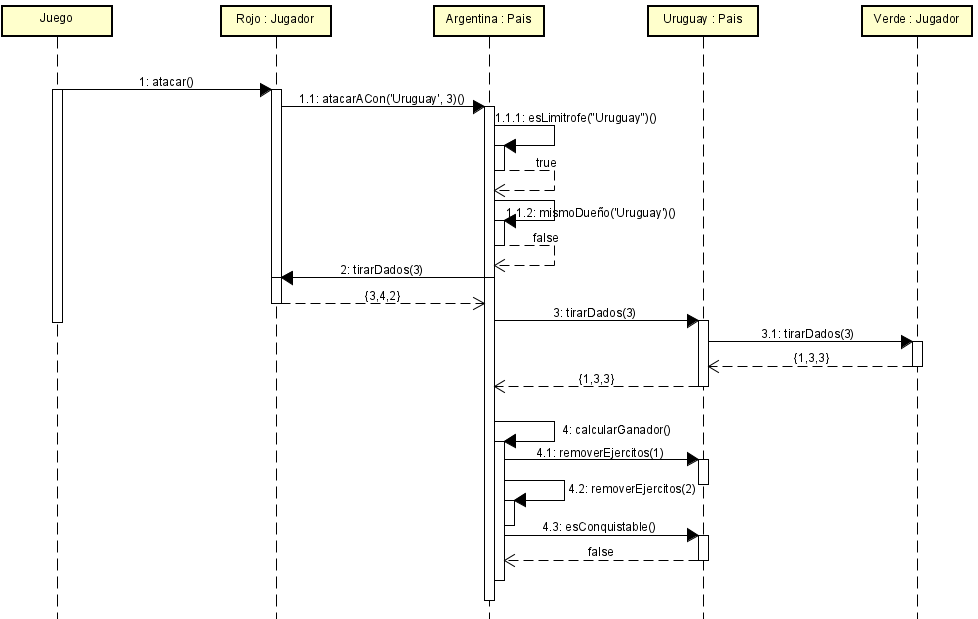 Juego
Rojo : Jugador
Argentina : Pais
Uruguay : Pais
Verde : Jugador
1: atacar()
1.1: atacarACon('Uruguay', 3)()
1.1.1: esLimitrofe("Uruguay")()
true
1.1.2: mismoDueño('Uruguay')()
false
2: tirarDados(3)
{3,4,2}
3: tirarDados(3)
3.1: tirarDados(3)
{1,3,3}
{1,3,3}
4: calcularGanador()
4.1: removerEjercitos(1)
4.2: removerEjercitos(2)
4.3: esConquistable()
false